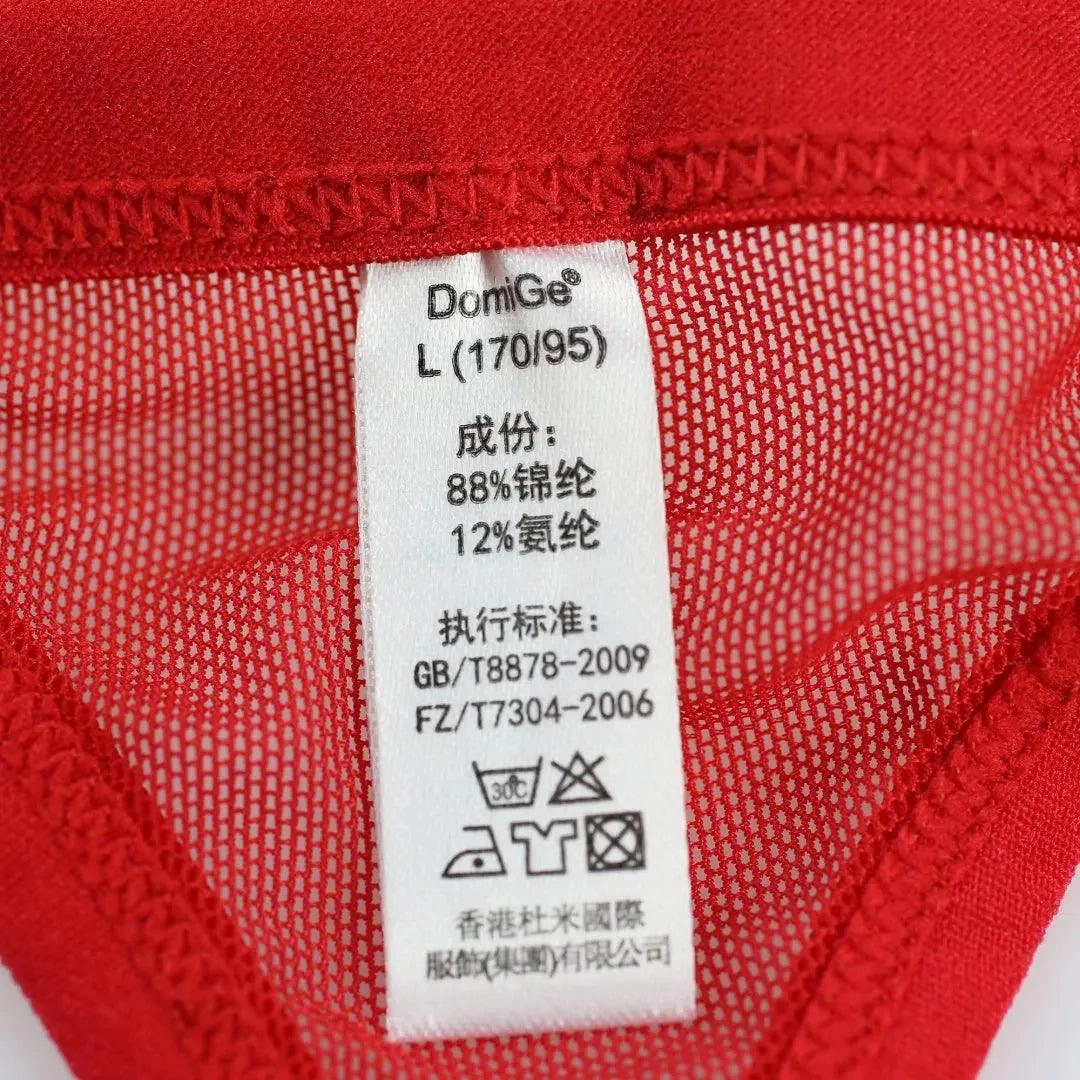 DomiGe®
L (170/95)
成份：
88%锦纶
12%氨纶
执行标准：
GB/T8878-2009
FZ/T7304-2006
30C
香港杜米國際
服飾(集團)有限公司